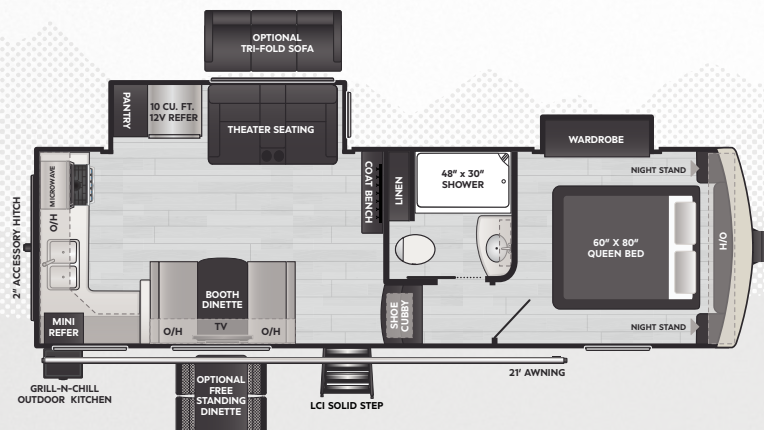 OPTIONAL
TRI-FOLD SOFA
PANTRY
10 CU. FT.
12V REFER
THEATER SEATING
WARDROBE
MICROWAVE
O/H
COAT BENCH
LINEN
48" x 30"
SHOWER
NIGHT STAND
2" ACCESSORY HITCH
60" X 80"
QUEEN BED
H/O
BOOTH
DINETTE
MINI
REFER
O/H
TV
O/H
SHOE
CUBBY
NIGHT STAND
GRILL-N-CHILL
OUTDOOR KITCHEN
OPTIONAL
FREE
STANDING
DINETTE
LCI SOLID STEP
21' AWNING